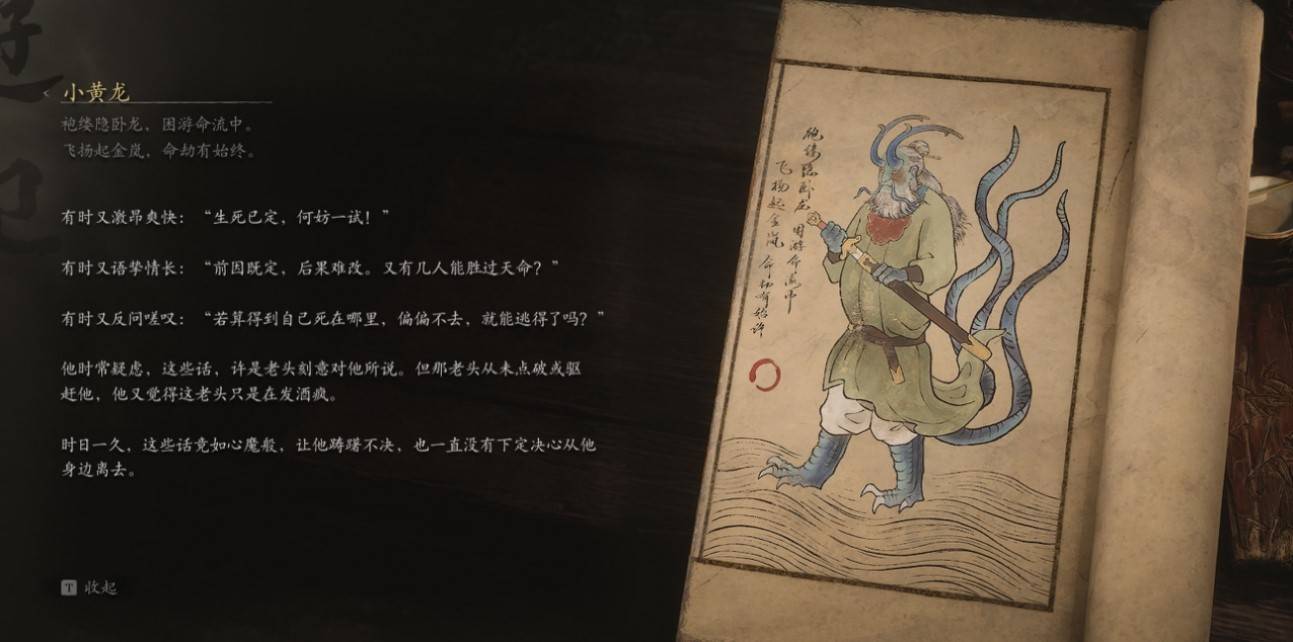 小黄龙
袍缕隐卧龙，困游命流中。
飞扬起金岚，命劫有始终。
有时又激昂爽快：“生死已定，何妨一试！”
有时又语挚情长：“前因既定，后果难改。又有几人能胜过天命？”
有时又反问嗟叹：“若算得到自己死在哪里，偏偏不去，就能逃得了吗？”
他时常疑虑，这些话，许是老头刻意对他所说。但那老头从未点破或驱
赶他，他又觉得这老头只是在发酒疯。
时日一久，这些话竟如心魔般，让他踌躇不决，也一直没有下定决心从他
身边离去。
T 收起
袍缕隐卧龙 困游命流中
飞扬起金岚 命劫有始终